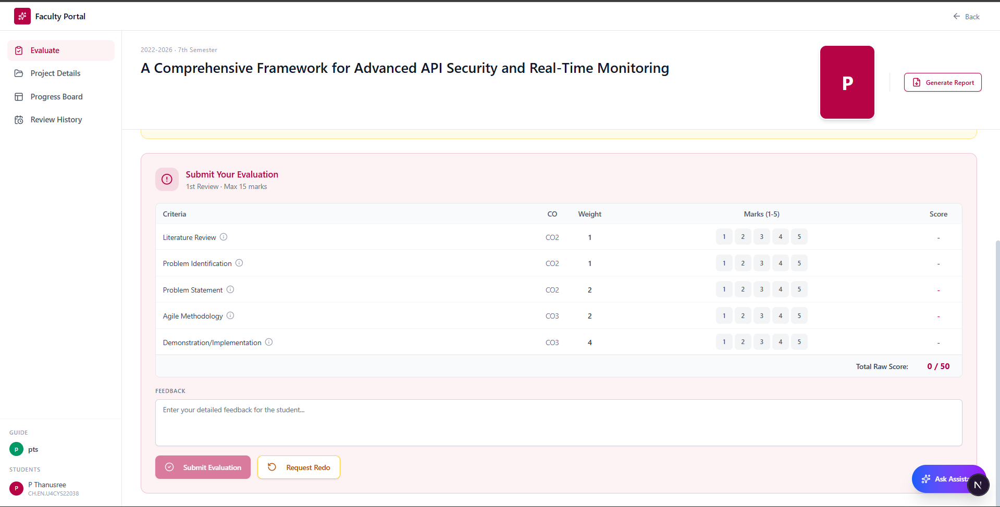 Faculty Portal
Back
Evaluate
Project Details
Progress Board
Review History
2022-2026 · 7th Semester
A Comprehensive Framework for Advanced API Security and Real-Time Monitoring
P
Generate Report
Submit Your Evaluation
1st Review · Max 15 marks
Criteria CO Weight Marks (1-5) Score
Literature Review CO2 1 1 2 3 4 5 -
Problem Identification CO2 1 1 2 3 4 5 -
Problem Statement CO2 2 1 2 3 4 5 -
Agile Methodology CO3 2 1 2 3 4 5 -
Demonstration/Implementation CO3 4 1 2 3 4 5 -
Total Raw Score: 0 / 50
FEEDBACK
Enter your detailed feedback for the student...
Submit Evaluation
Request Redo
GUIDE
P pts
STUDENTS
P P Thanusree
CH.EN.U4CYS22038
Ask Assista
N